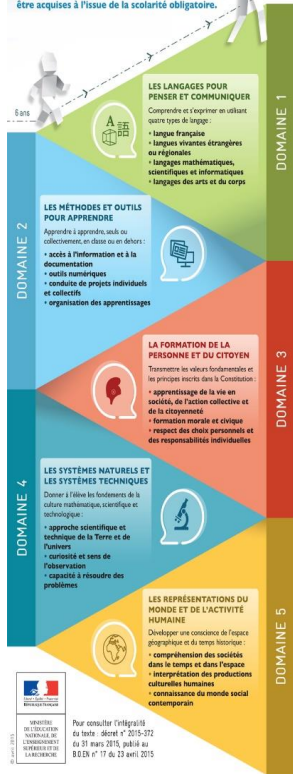 être acquises à l'issue de la scolarité obligatoire.
6 ans
DOMAINE 1
LES LANGAGES POUR
PENSER ET COMMUNIQUER
Comprendre et s'exprimer en utilisant
quatre types de langage :
• langue française
• langues vivantes étrangères
ou régionales
• langages mathématiques,
scientifiques et informatiques
• langages des arts et du corps
DOMAINE 2
LES MÉTHODES ET OUTILS
POUR APPRENDRE
Apprendre à apprendre, seuls ou
collectivement, en classe ou en dehors :
• accès à l'information et à la
documentation
• outils numériques
• conduite de projets individuels
et collectifs
• organisation des apprentissages
DOMAINE 3
LA FORMATION DE LA
PERSONNE ET DU CITOYEN
Transmettre les valeurs fondamentales et
les principes inscrits dans la Constitution :
• apprentissage de la vie en
société, de l'action collective et
de la citoyenneté
• formation morale et civique
• respect des choix personnels et
des responsabilités individuelles
DOMAINE 4
LES SYSTÈMES NATURELS ET
LES SYSTÈMES TECHNIQUES
Donner à l'élève les fondements de la
culture mathématique, scientifique et
technologique :
• approche scientifique et
technique de la Terre et de
l'univers
• curiosité et sens de
l'observation
• capacité à résoudre des
problèmes
DOMAINE 5
LES REPRÉSENTATIONS DU
MONDE ET DE L'ACTIVITÉ
HUMAINE
Développer une conscience de l'espace
géographique et du temps historique :
• compréhension des sociétés
dans le temps et dans l'espace
• interprétation des productions
culturelles humaines
• connaissance du monde social
contemporain
Liberté • Égalité • Fraternité
RÉPUBLIQUE FRANÇAISE
MINISTÈRE
DE L'ÉDUCATION
NATIONALE, DE
L'ENSEIGNEMENT
SUPÉRIEUR ET DE
LA RECHERCHE
Pour consulter l'intégralité
du texte : décret n° 2015-372
du 31 mars 2015, publié au
B.O.EN n° 17 du 23 avril 2015
© avril 2015